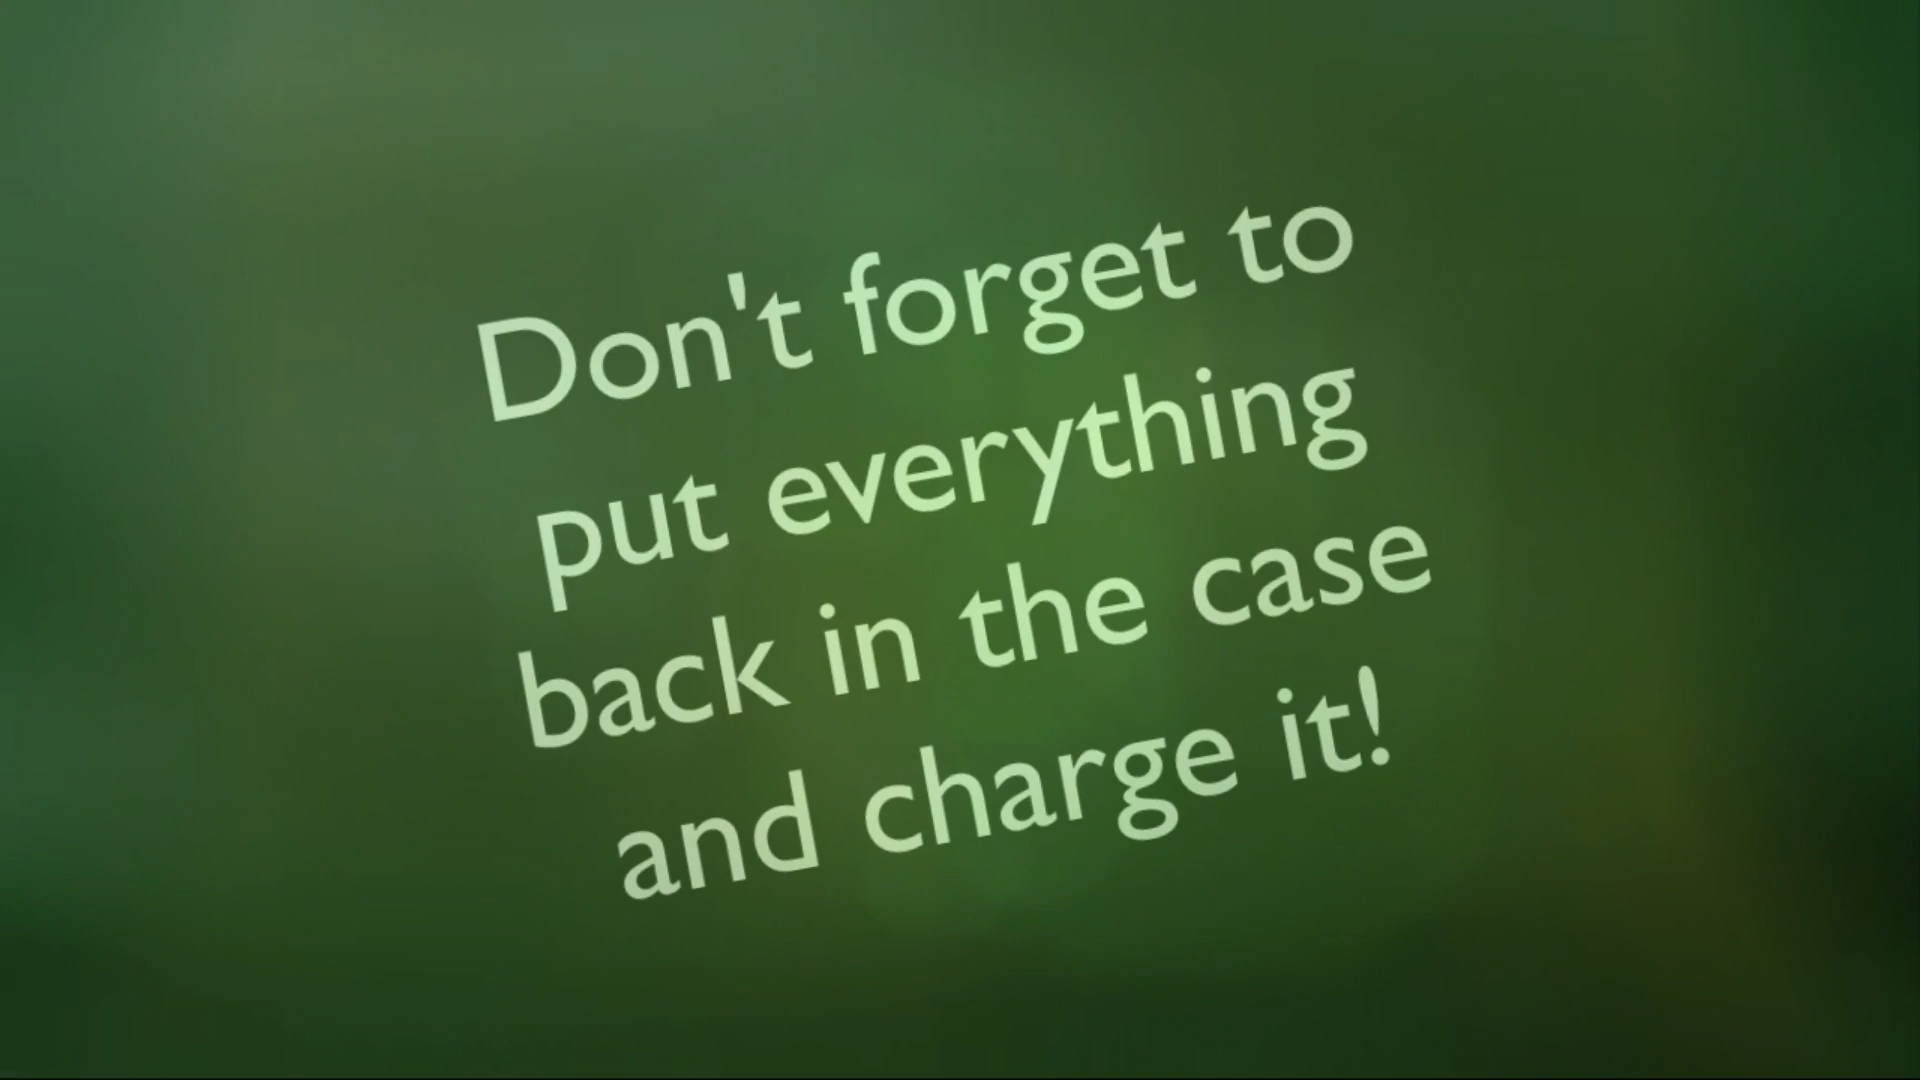 Don't forget to
put everything
back in the case
and charge it!